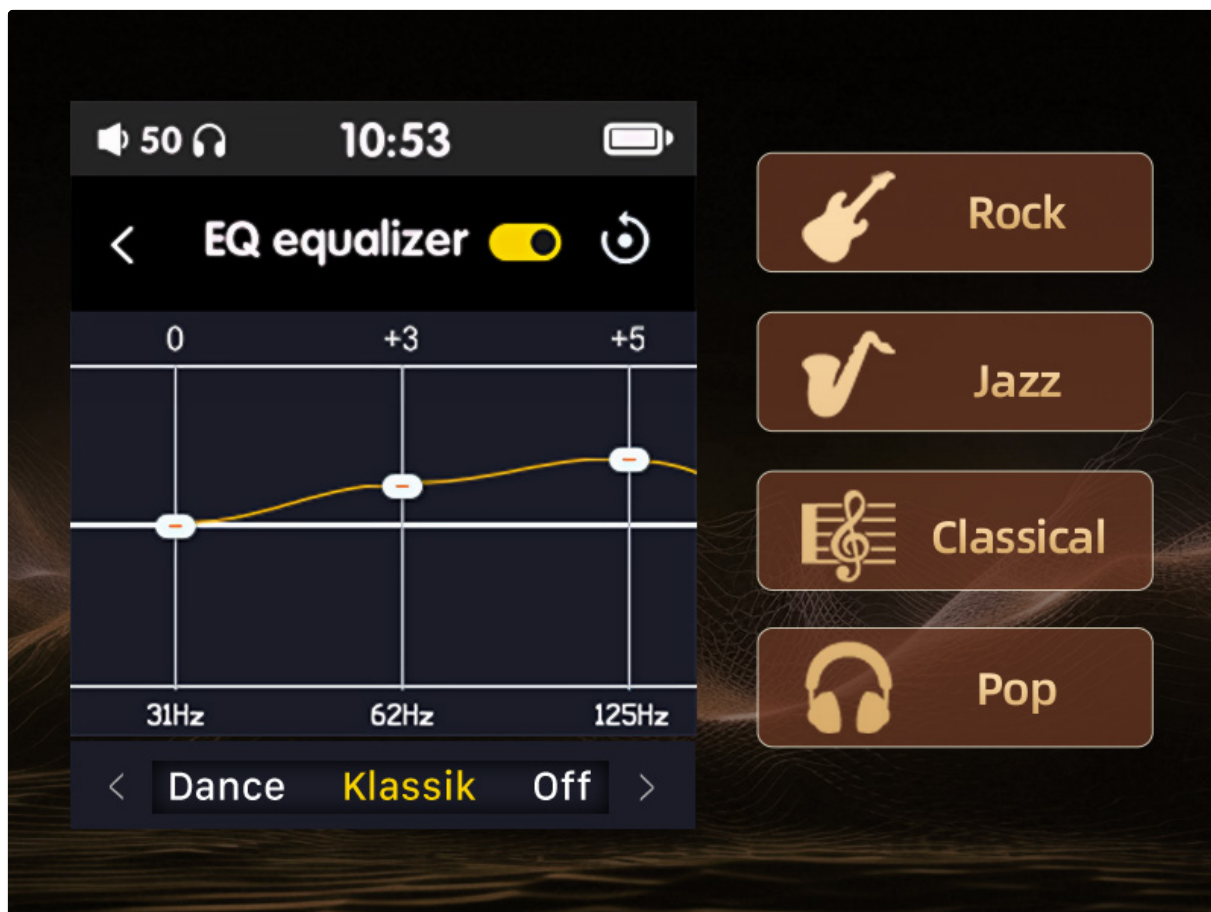 50 10:53
EQ equalizer
0 +3 +5
31Hz 62Hz 125Hz
< Dance Klassik Off >
Rock
Jazz
Classical
Pop